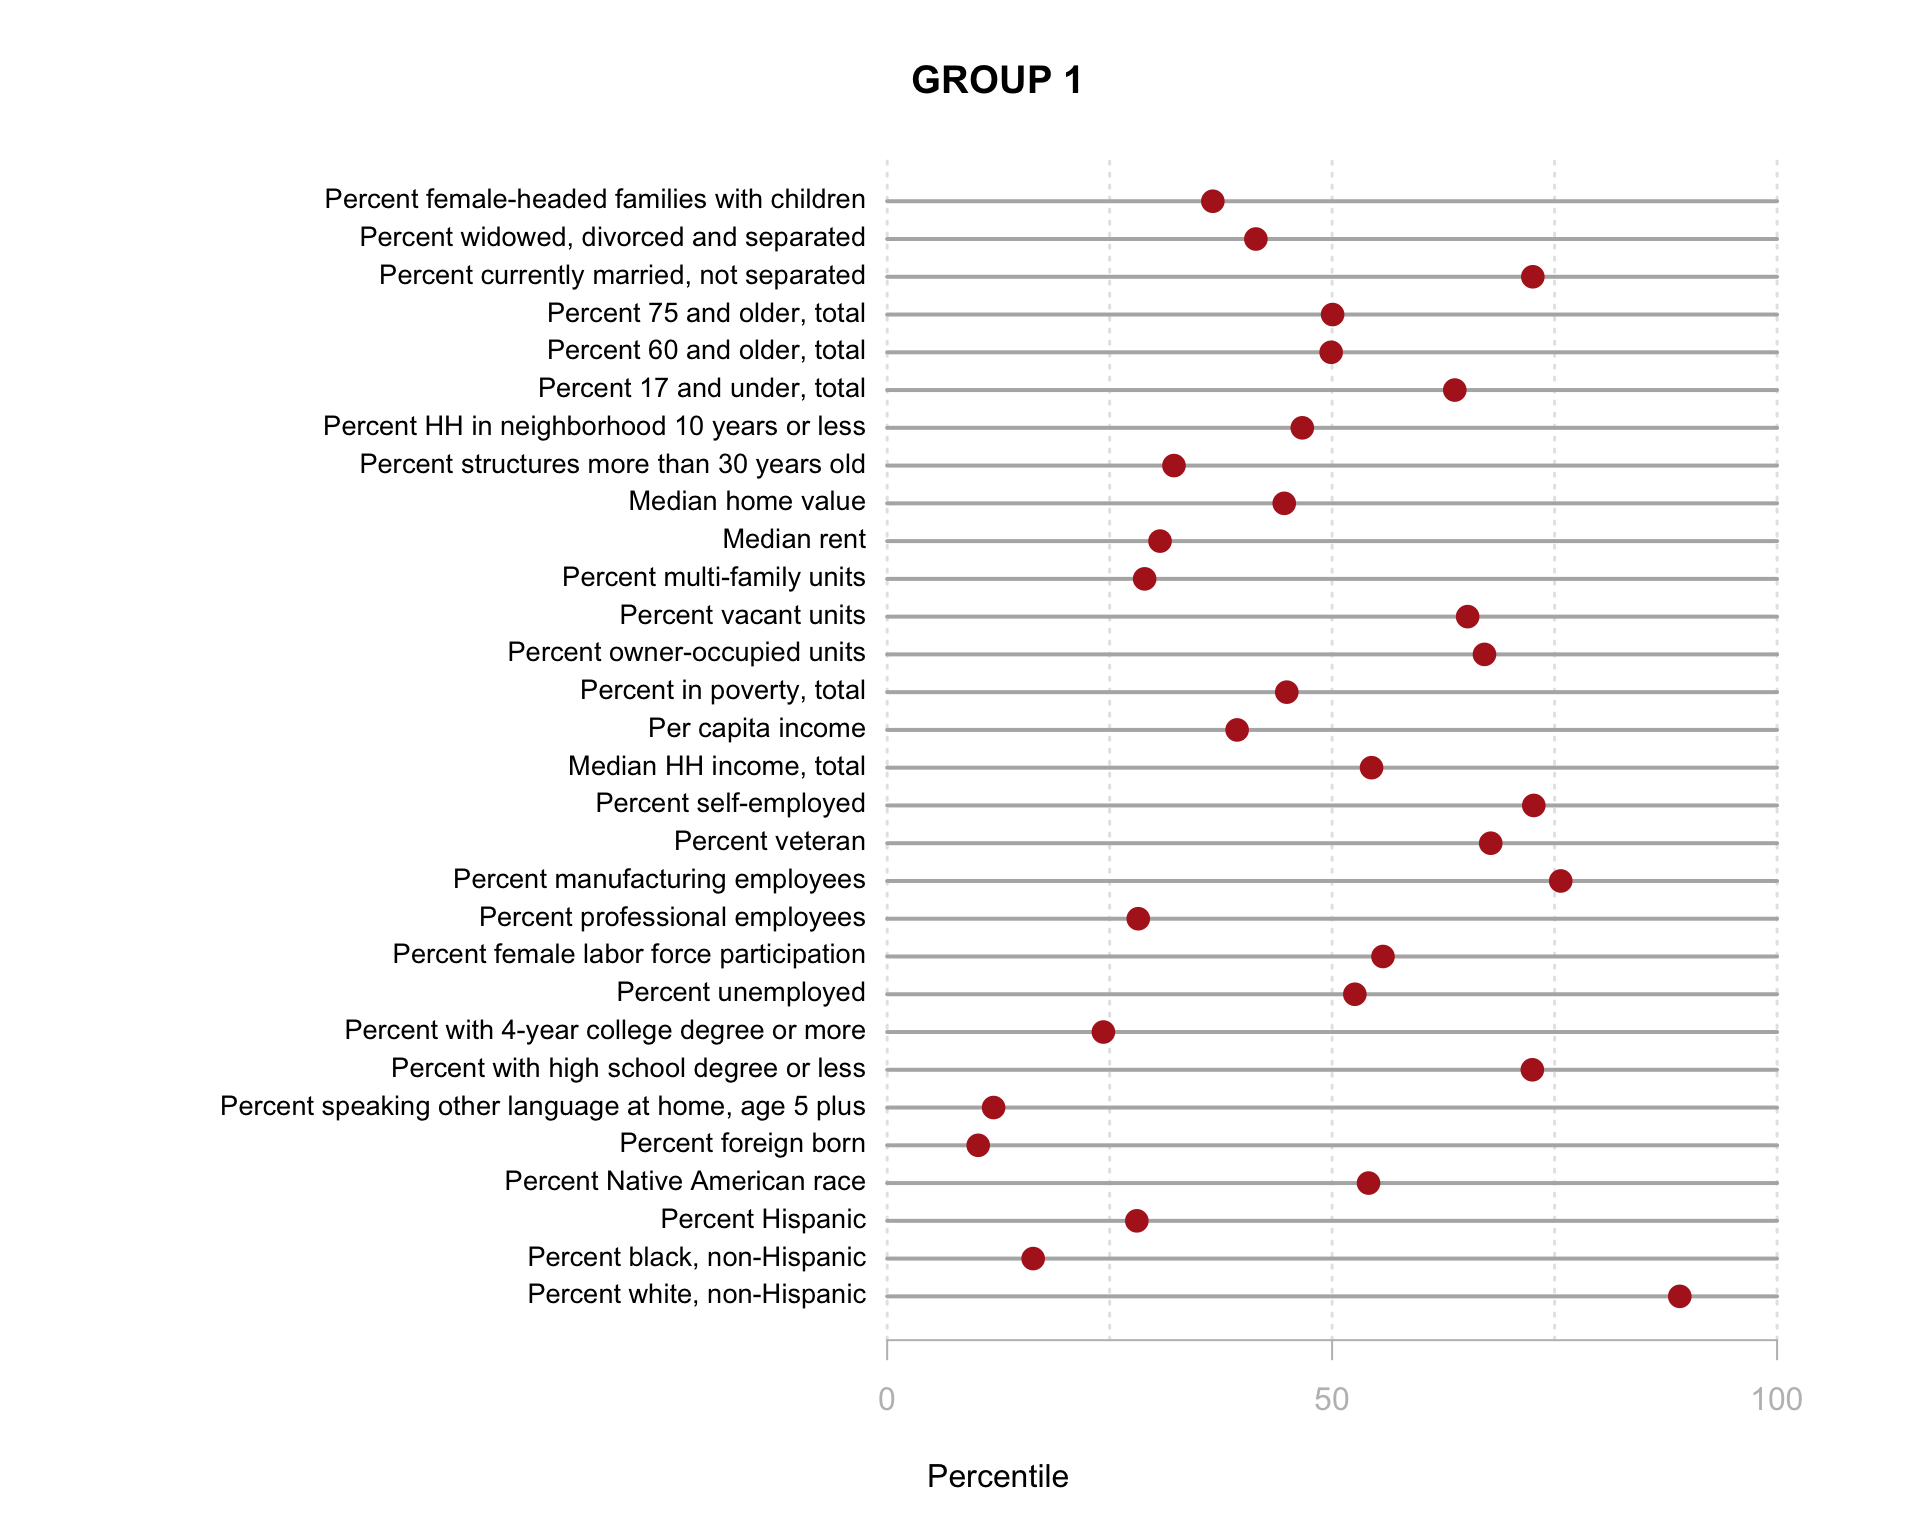 GROUP 1
Percent female-headed families with children
Percent widowed, divorced and separated
Percent currently married, not separated
Percent 75 and older, total
Percent 60 and older, total
Percent 17 and under, total
Percent HH in neighborhood 10 years or less
Percent structures more than 30 years old
Median home value
Median rent
Percent multi-family units
Percent vacant units
Percent owner-occupied units
Percent in poverty, total
Per capita income
Median HH income, total
Percent self-employed
Percent veteran
Percent manufacturing employees
Percent professional employees
Percent female labor force participation
Percent unemployed
Percent with 4-year college degree or more
Percent with high school degree or less
Percent speaking other language at home, age 5 plus
Percent foreign born
Percent Native American race
Percent Hispanic
Percent black, non-Hispanic
Percent white, non-Hispanic
0 50 100
Percentile